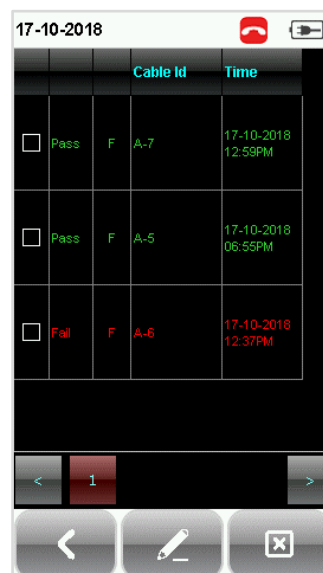 17-10-2018
Cable Id Time
Pass F A-7 17-10-2018
12:59PM
Pass F A-5 17-10-2018
06:55PM
Fail F A-6 17-10-2018
12:37PM
< 1 >